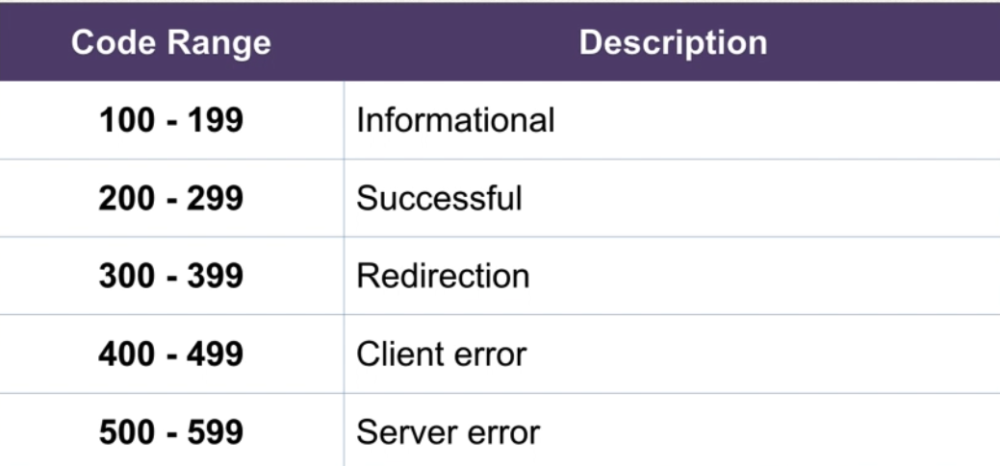 Code Range Description
100 - 199 Informational
200 - 299 Successful
300 - 399 Redirection
400 - 499 Client error
500 - 599 Server error